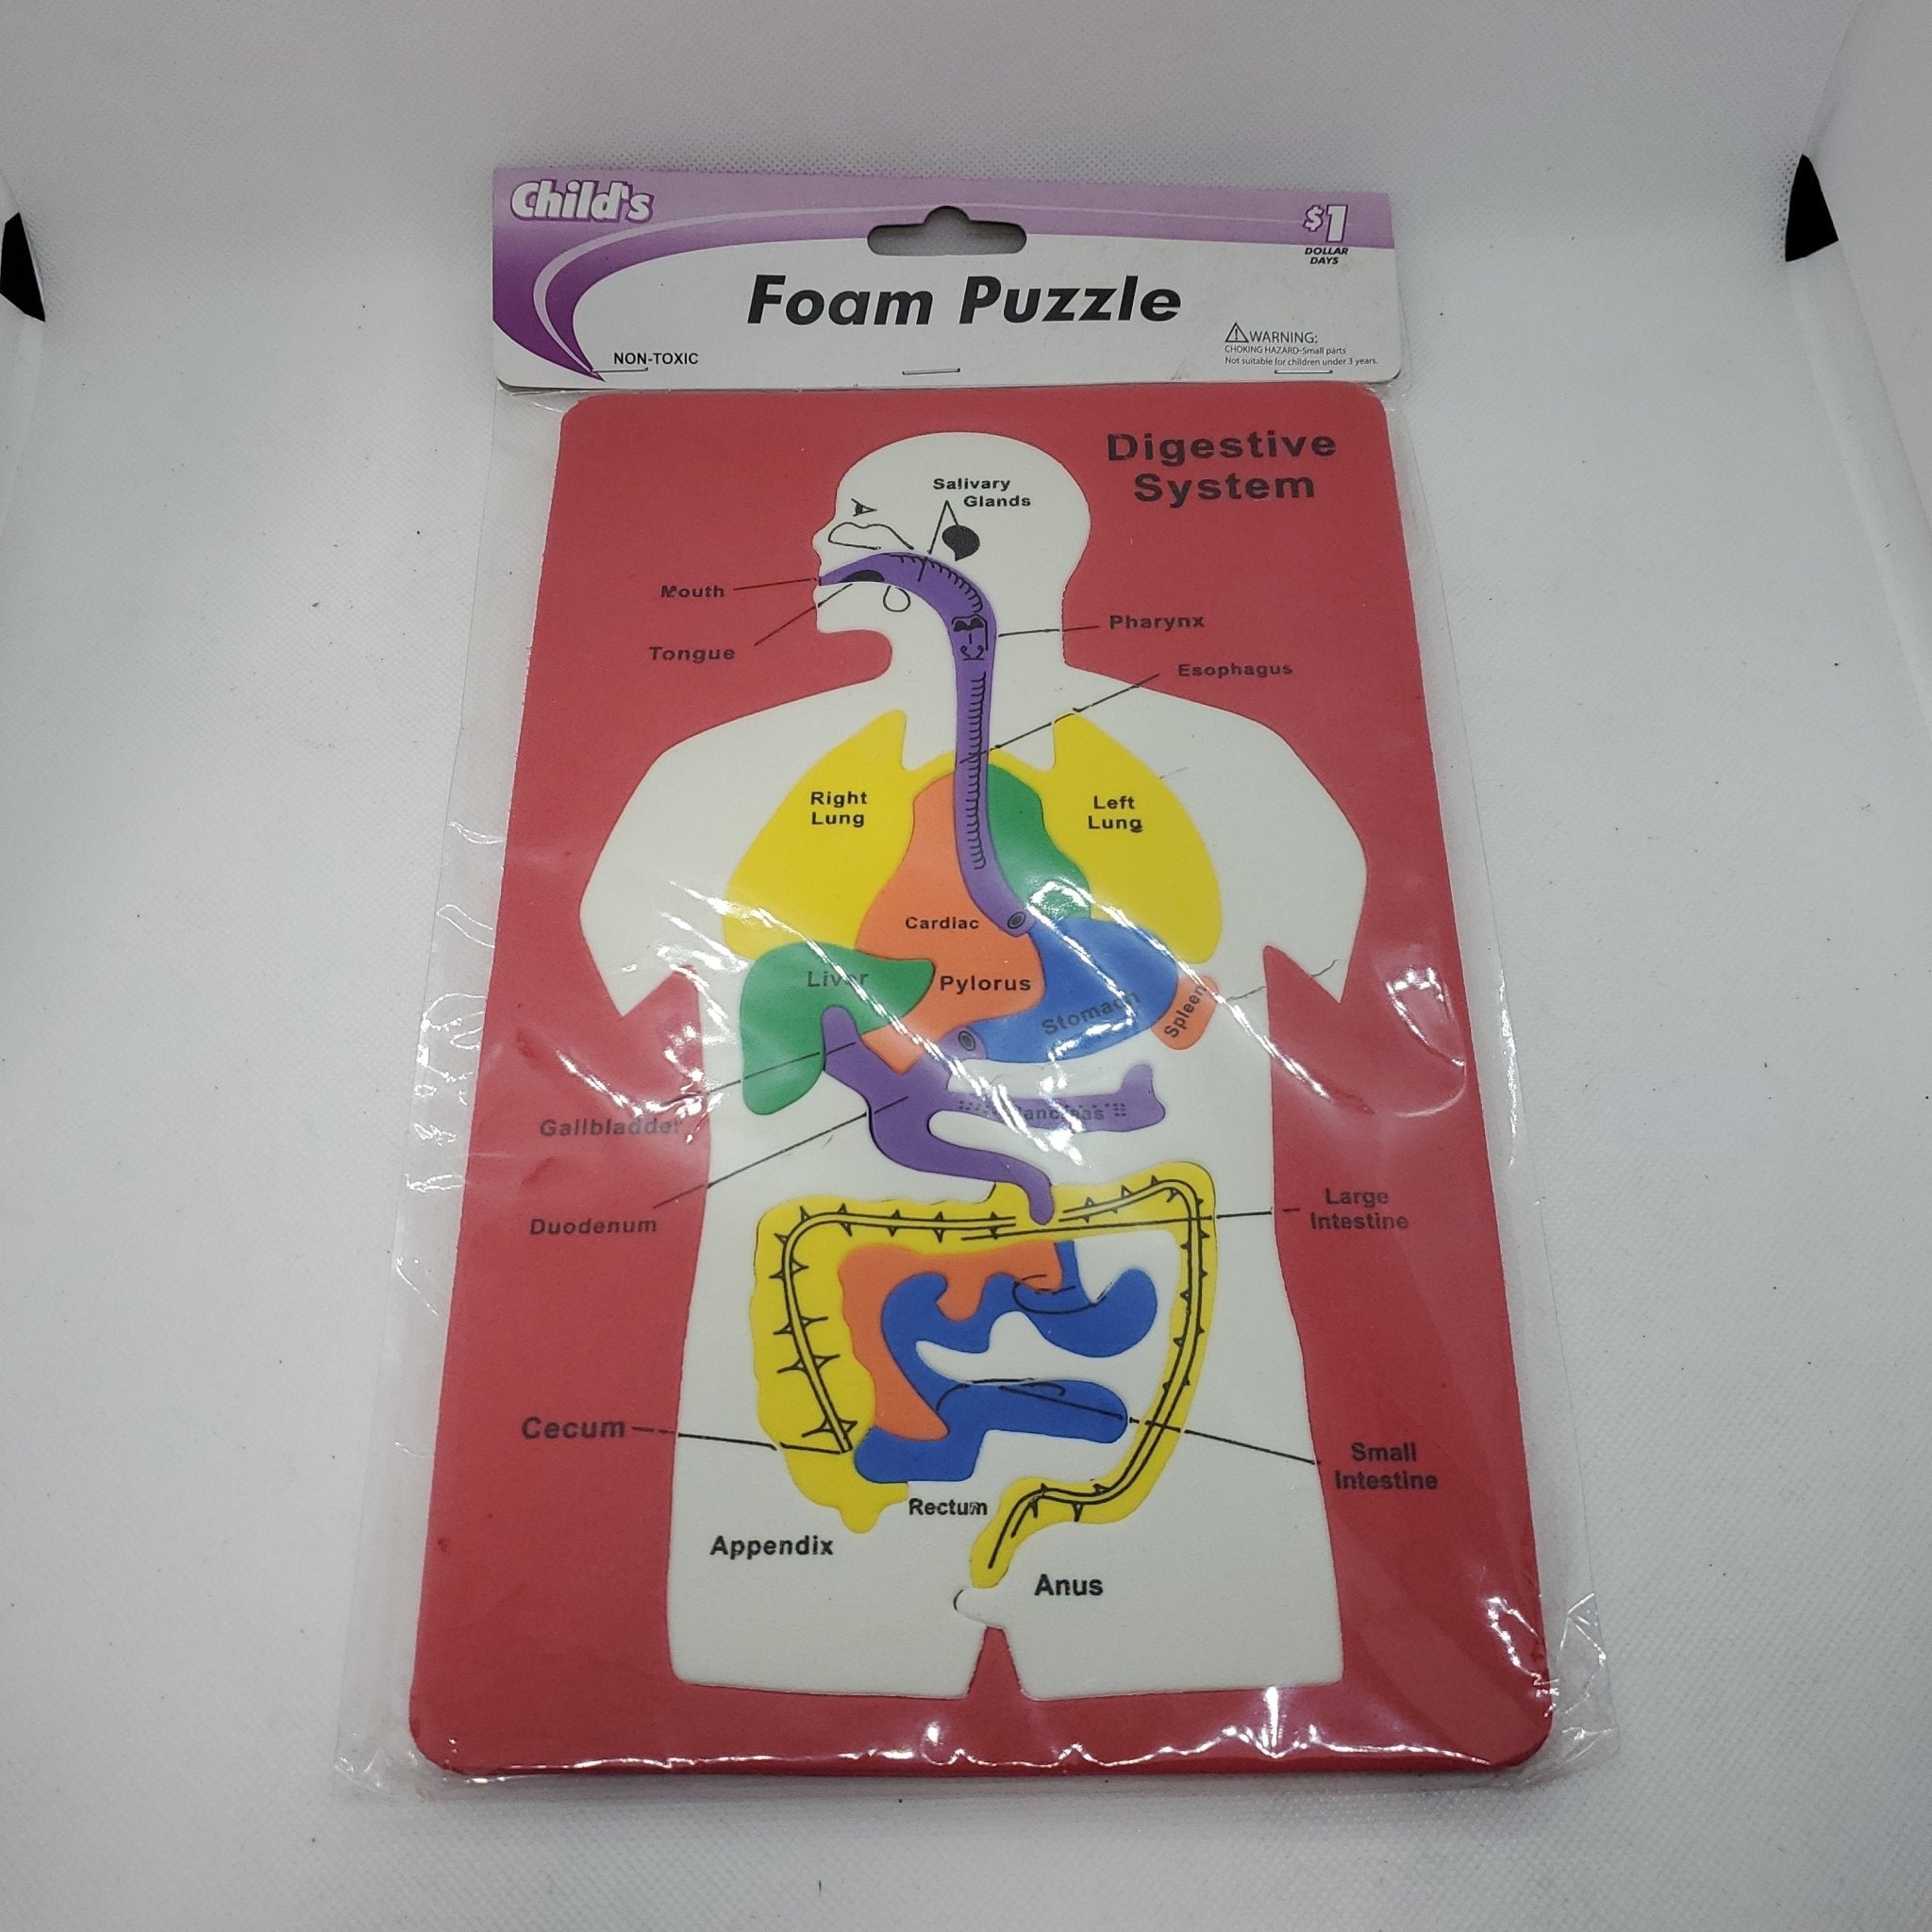 Child's
$1
DOLLAR
DAYS
Foam Puzzle
NON-TOXIC
WARNING:
CHOKING HAZARD-Small parts
Not suitable for children under 3 years.
Digestive
System
Salivary
Glands
Mouth
Tongue
Pharynx
Esophagus
Right
Lung
Left
Lung
Cardiac
Liver
Pylorus
Stomach
Spleen
Pancreas
Gallbladder
Duodenum
Large
Intestine
Cecum
Small
Intestine
Rectum
Appendix
Anus